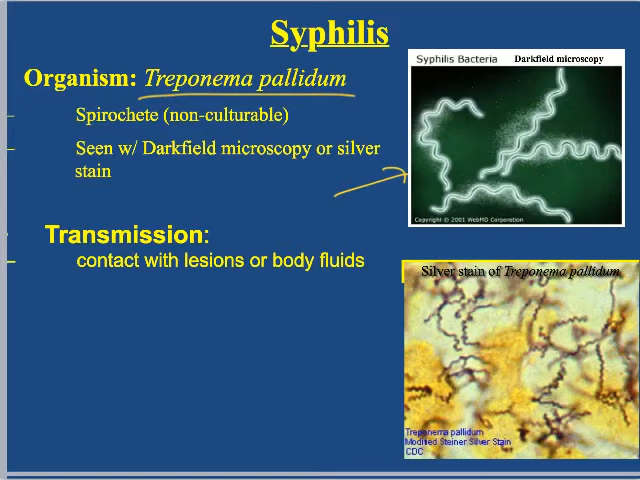 Syphilis
Organism: Treponema pallidum
Spirochete (non-culturable)
Seen w/ Darkfield microscopy or silver
stain
Transmission:
contact with lesions or body fluids
Syphilis Bacteria Darkfield microscopy
Copyright © 2001 WebMD Corporation
Silver stain of Treponema pallidum
Treponema pallidum
Modified Steiner Silver Stain
CDC